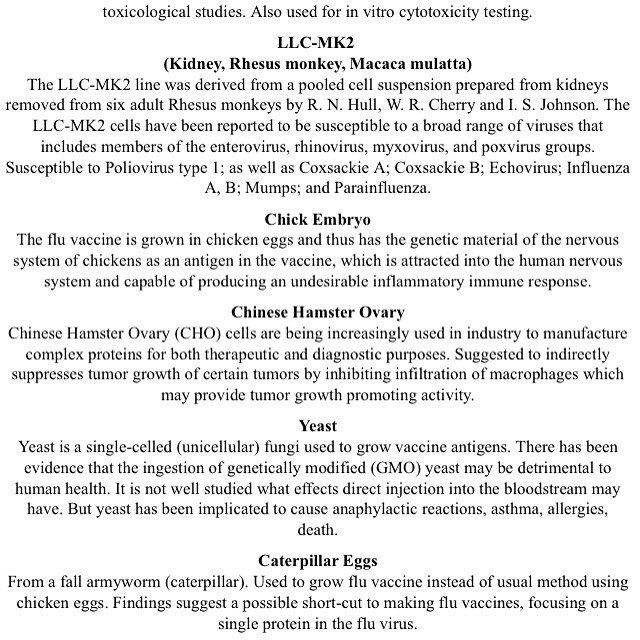 toxicological studies. Also used for in vitro cytotoxicity testing.
LLC-MK2
(Kidney, Rhesus monkey, Macaca mulatta)
The LLC-MK2 line was derived from a pooled cell suspension prepared from kidneys
removed from six adult Rhesus monkeys by R. N. Hull, W. R. Cherry and I. S. Johnson. The
LLC-MK2 cells have been reported to be susceptible to a broad range of viruses that
includes members of the enterovirus, rhinovirus, myxovirus, and poxvirus groups.
Susceptible to Poliovirus type 1; as well as Coxsackie A; Coxsackie B; Echovirus; Influenza
A, B; Mumps; and Parainfluenza.
Chick Embryo
The flu vaccine is grown in chicken eggs and thus has the genetic material of the nervous
system of chickens as an antigen in the vaccine, which is attracted into the human nervous
system and capable of producing an undesirable inflammatory immune response.
Chinese Hamster Ovary
Chinese Hamster Ovary (CHO) cells are being increasingly used in industry to manufacture
complex proteins for both therapeutic and diagnostic purposes. Suggested to indirectly
suppresses tumor growth of certain tumors by inhibiting infiltration of macrophages which
may provide tumor growth promoting activity.
Yeast
Yeast is a single-celled (unicellular) fungi used to grow vaccine antigens. There has been
evidence that the ingestion of genetically modified (GMO) yeast may be detrimental to
human health. It is not well studied what effects direct injection into the bloodstream may
have. But yeast has been implicated to cause anaphylactic reactions, asthma, allergies,
death.
Caterpillar Eggs
From a fall armyworm (caterpillar). Used to grow flu vaccine instead of usual method using
chicken eggs. Findings suggest a possible short-cut to making flu vaccines, focusing on a
single protein in the flu virus.